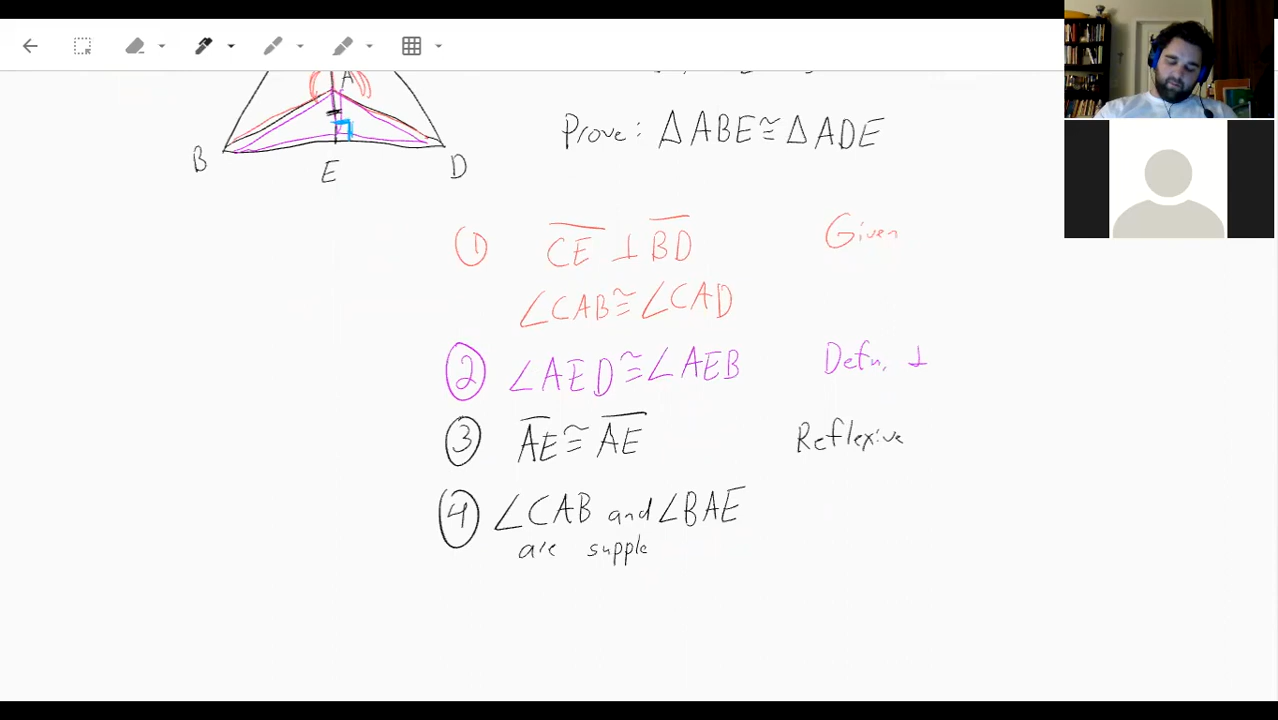 A
B
E
D
Prove: △ABE≅△ADE
① CE ⊥ BD Given
∠CAB≅∠CAD
② ∠AED≅∠AEB Defn. ⊥
③ AE≅AE Reflexive
④ ∠CAB and ∠BAE
are supple